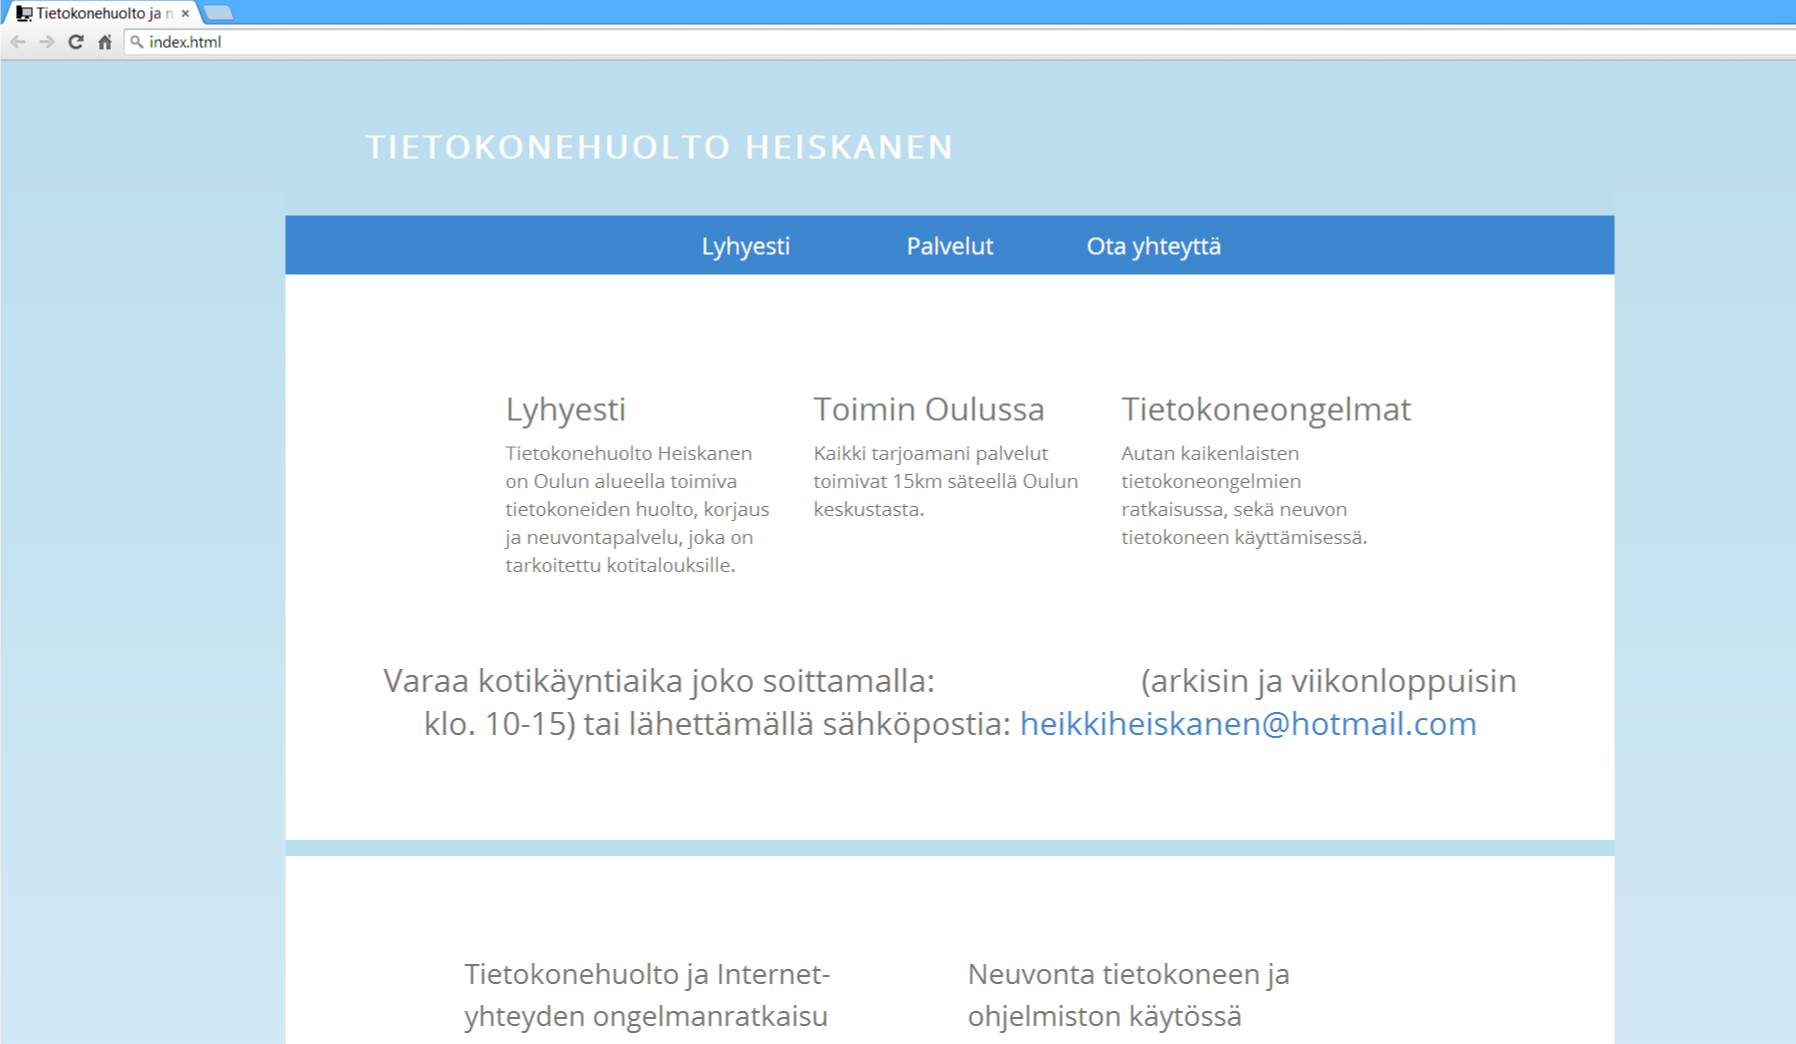 Tietokonehuolto ja n
index.html
TIETOKONEHUOLTO HEISKANEN
Lyhyesti Palvelut Ota yhteyttä
Lyhyesti
Tietokonehuolto Heiskanen
on Oulun alueella toimiva
tietokoneiden huolto, korjaus
ja neuvontapalvelu, joka on
tarkoitettu kotitalouksille.
Toimin Oulussa
Kaikki tarjoamani palvelut
toimivat 15km säteellä Oulun
keskustasta.
Tietokoneongelmat
Autan kaikenlaisten
tietokoneongelmien
ratkaisussa, sekä neuvon
tietokoneen käyttämisessä.
Varaa kotikäyntiaika joko soittamalla: (arkisin ja viikonloppuisin
klo. 10-15) tai lähettämällä sähköpostia: heikkiheiskanen@hotmail.com
Tietokonehuolto ja Internet-
yhteyden ongelmanratkaisu
Neuvonta tietokoneen ja
ohjelmiston käytössä